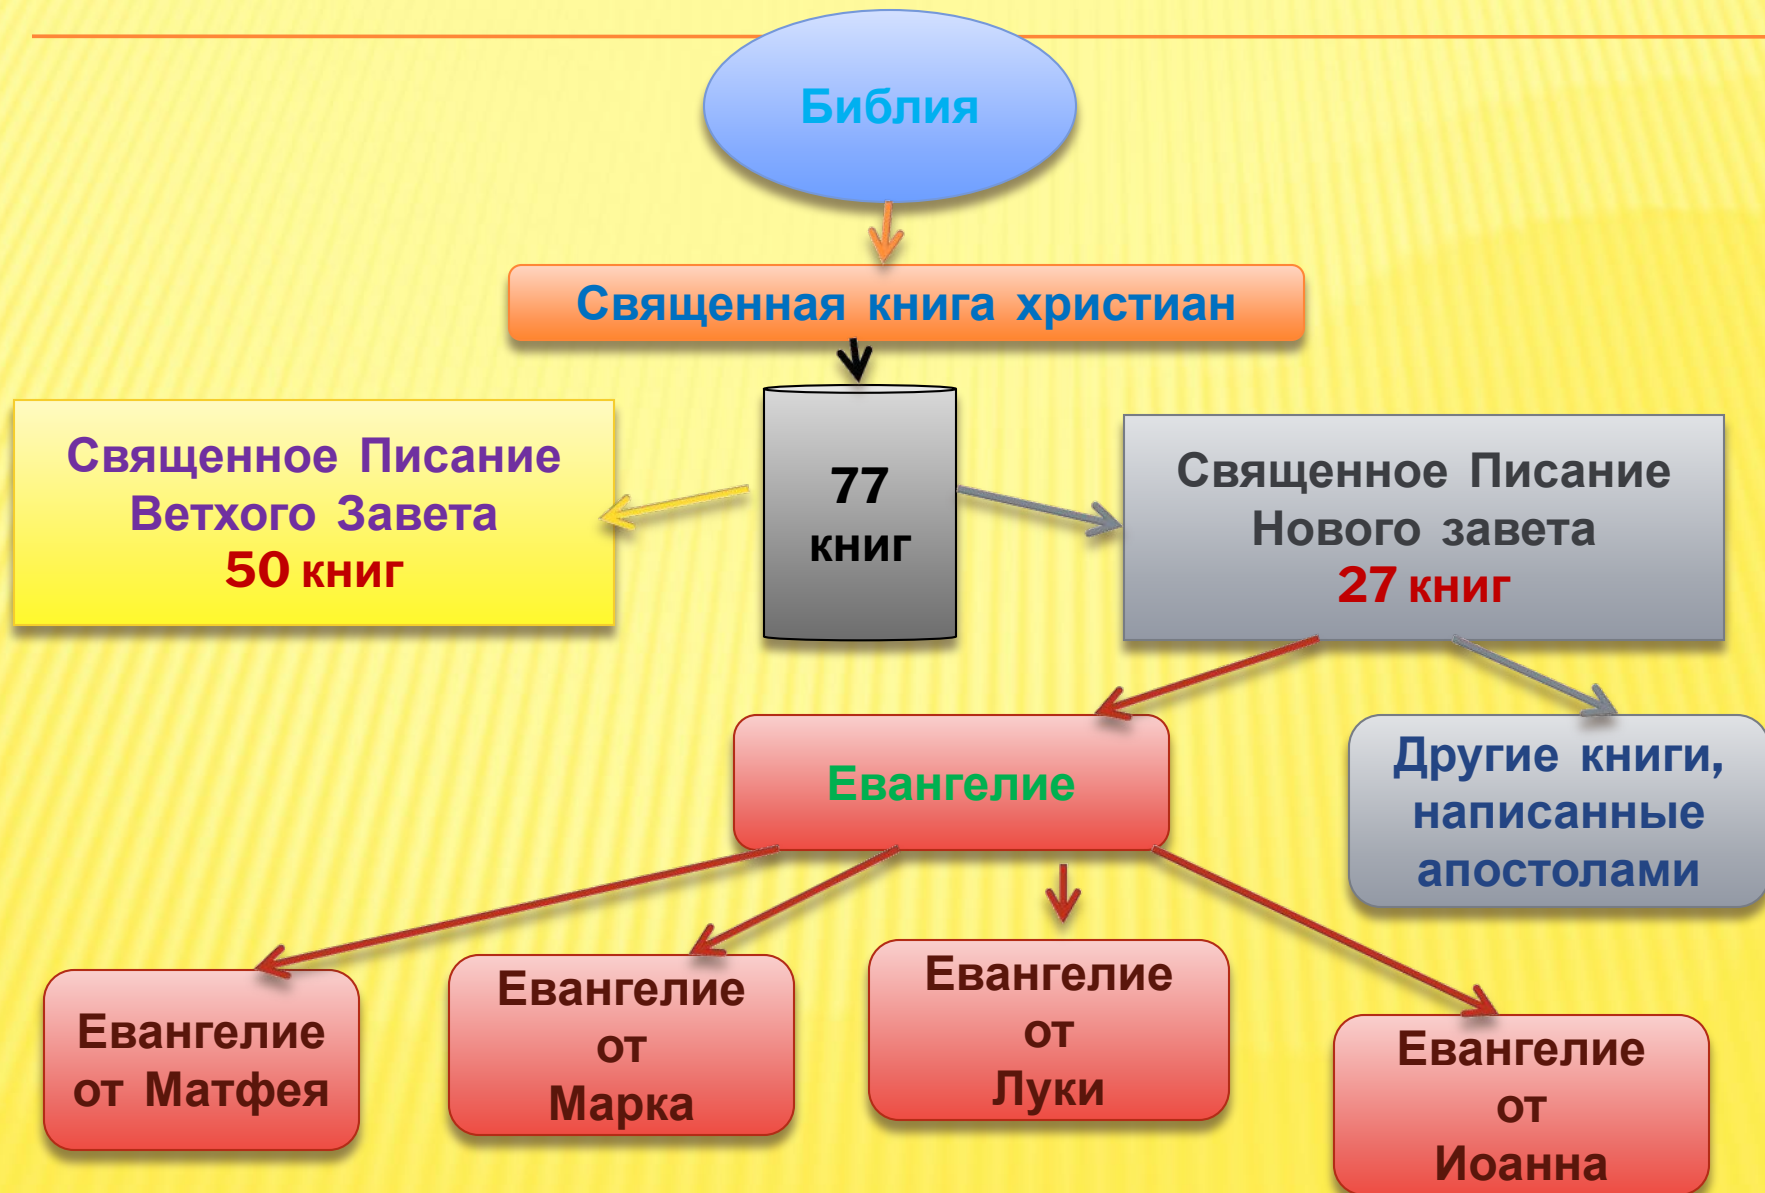 Библия
Священная книга христиан
77
книг
Священное Писание
Ветхого Завета
50 книг
Священное Писание
Нового завета
27 книг
Евангелие
Другие книги,
написанные
апостолами
Евангелие
от Матфея
Евангелие
от
Марка
Евангелие
от
Луки
Евангелие
от
Иоанна